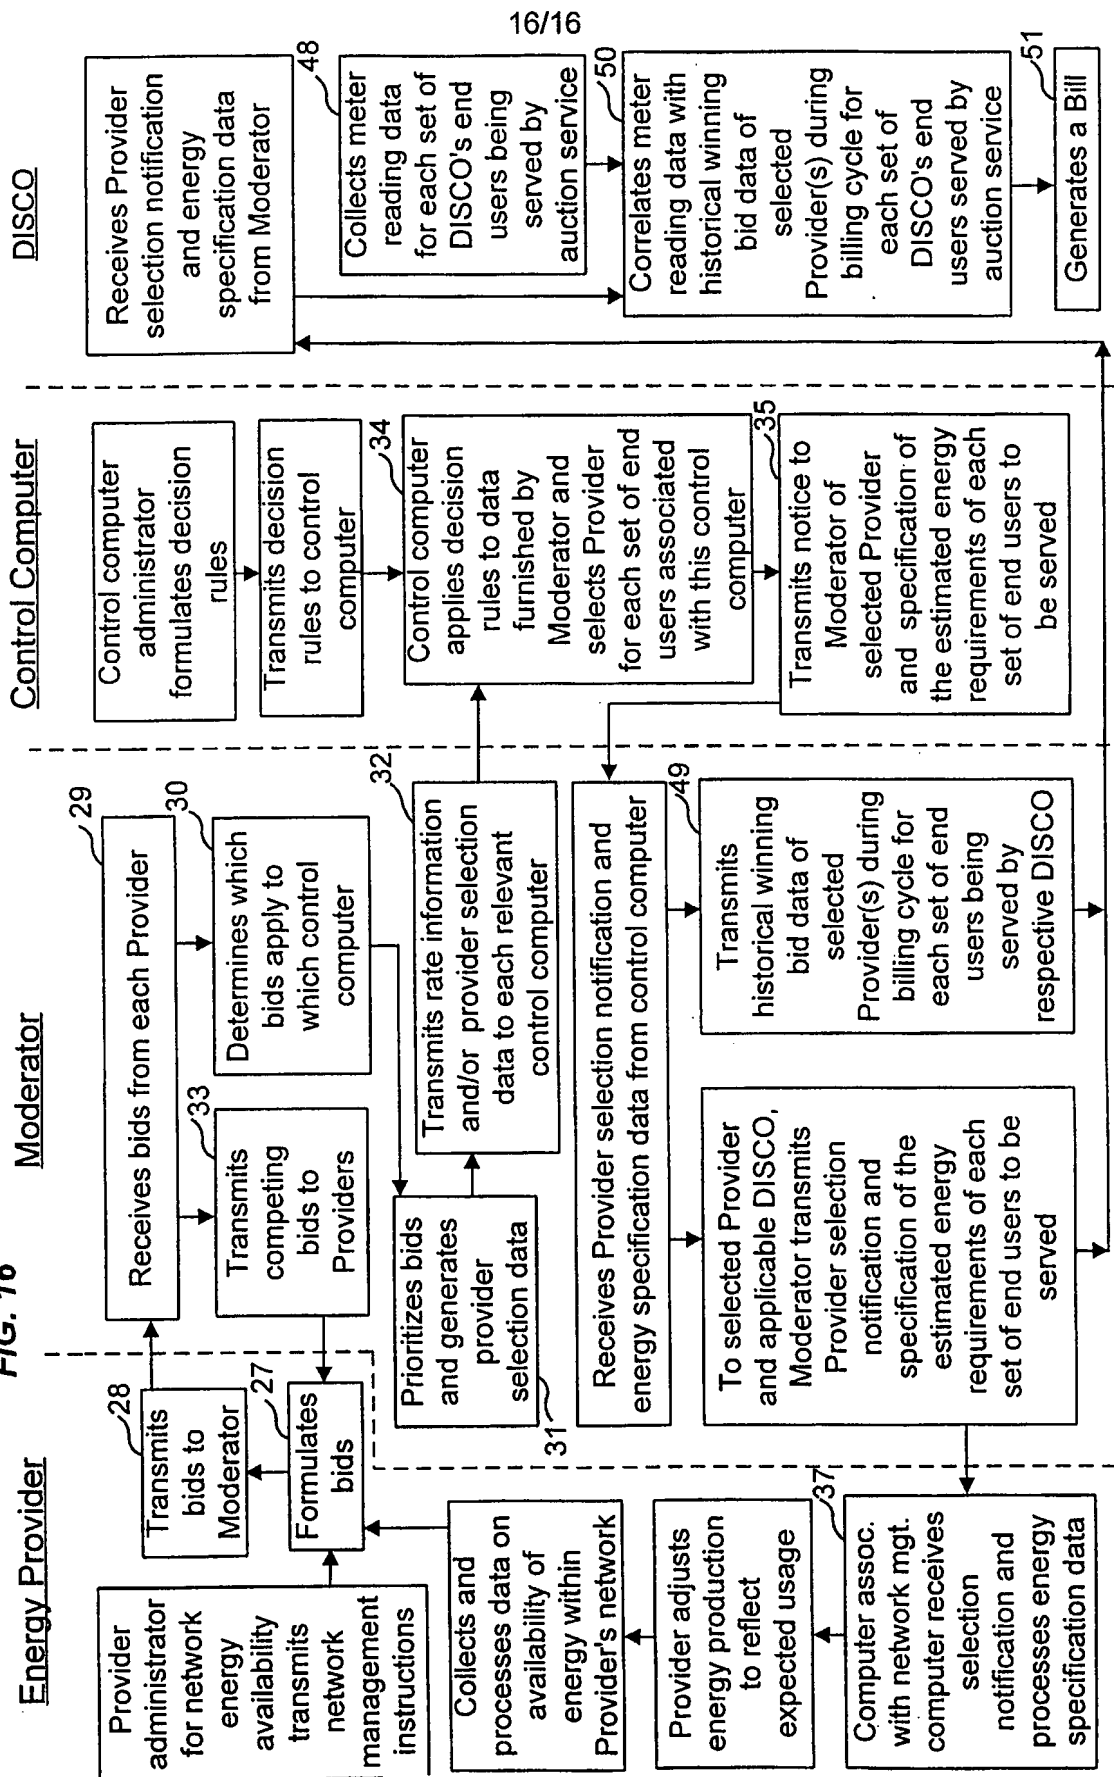 16/16
FIG. 16
Energy Provider
Provider
administrator
for network
energy
availability
transmits
network
management
instructions
28
Transmits
bids to
Moderator
27
Formulates
bids
Collects and
processes data on
availability of
energy within
Provider's network
Provider adjusts
energy production
to reflect
expected usage
37
Computer assoc.
with network mgt.
computer receives
selection
notification and
processes energy
specification data
Moderator
29
Receives bids from each Provider
33
Transmits
competing
bids to
Providers
30
Determines which
bids apply to
which control
computer
31
Prioritizes bids
and generates
provider
selection data
32
Transmits rate information
and/or provider selection
data to each relevant
control computer
Receives Provider selection notification and
energy specification data from control computer
To selected Provider
and applicable DISCO,
Moderator transmits
Provider selection
notification and
specification of the
estimated energy
requirements of each
set of end users to be
served
49
Transmits
historical winning
bid data of
selected
Provider(s) during
billing cycle for
each set of end
users being
served by
respective DISCO
Control Computer
Control computer
administrator
formulates decision
rules
Transmits decision
rules to control
computer
34
Control computer
applies decision
rules to data
furnished by
Moderator and
selects Provider
for each set of end
users associated
with this control
computer
35
Transmits notice to
Moderator of
selected Provider
and specification of
the estimated energy
requirements of each
set of end users to
be served
DISCO
Receives Provider
selection notification
and energy
specification data
from Moderator
48
Collects meter
reading data
for each set of
DISCO's end
users being
served by
auction service
50
Correlates meter
reading data with
historical winning
bid data of
selected
Provider(s) during
billing cycle for
each set of
DISCO's end
users served by
auction service
51
Generates a Bill